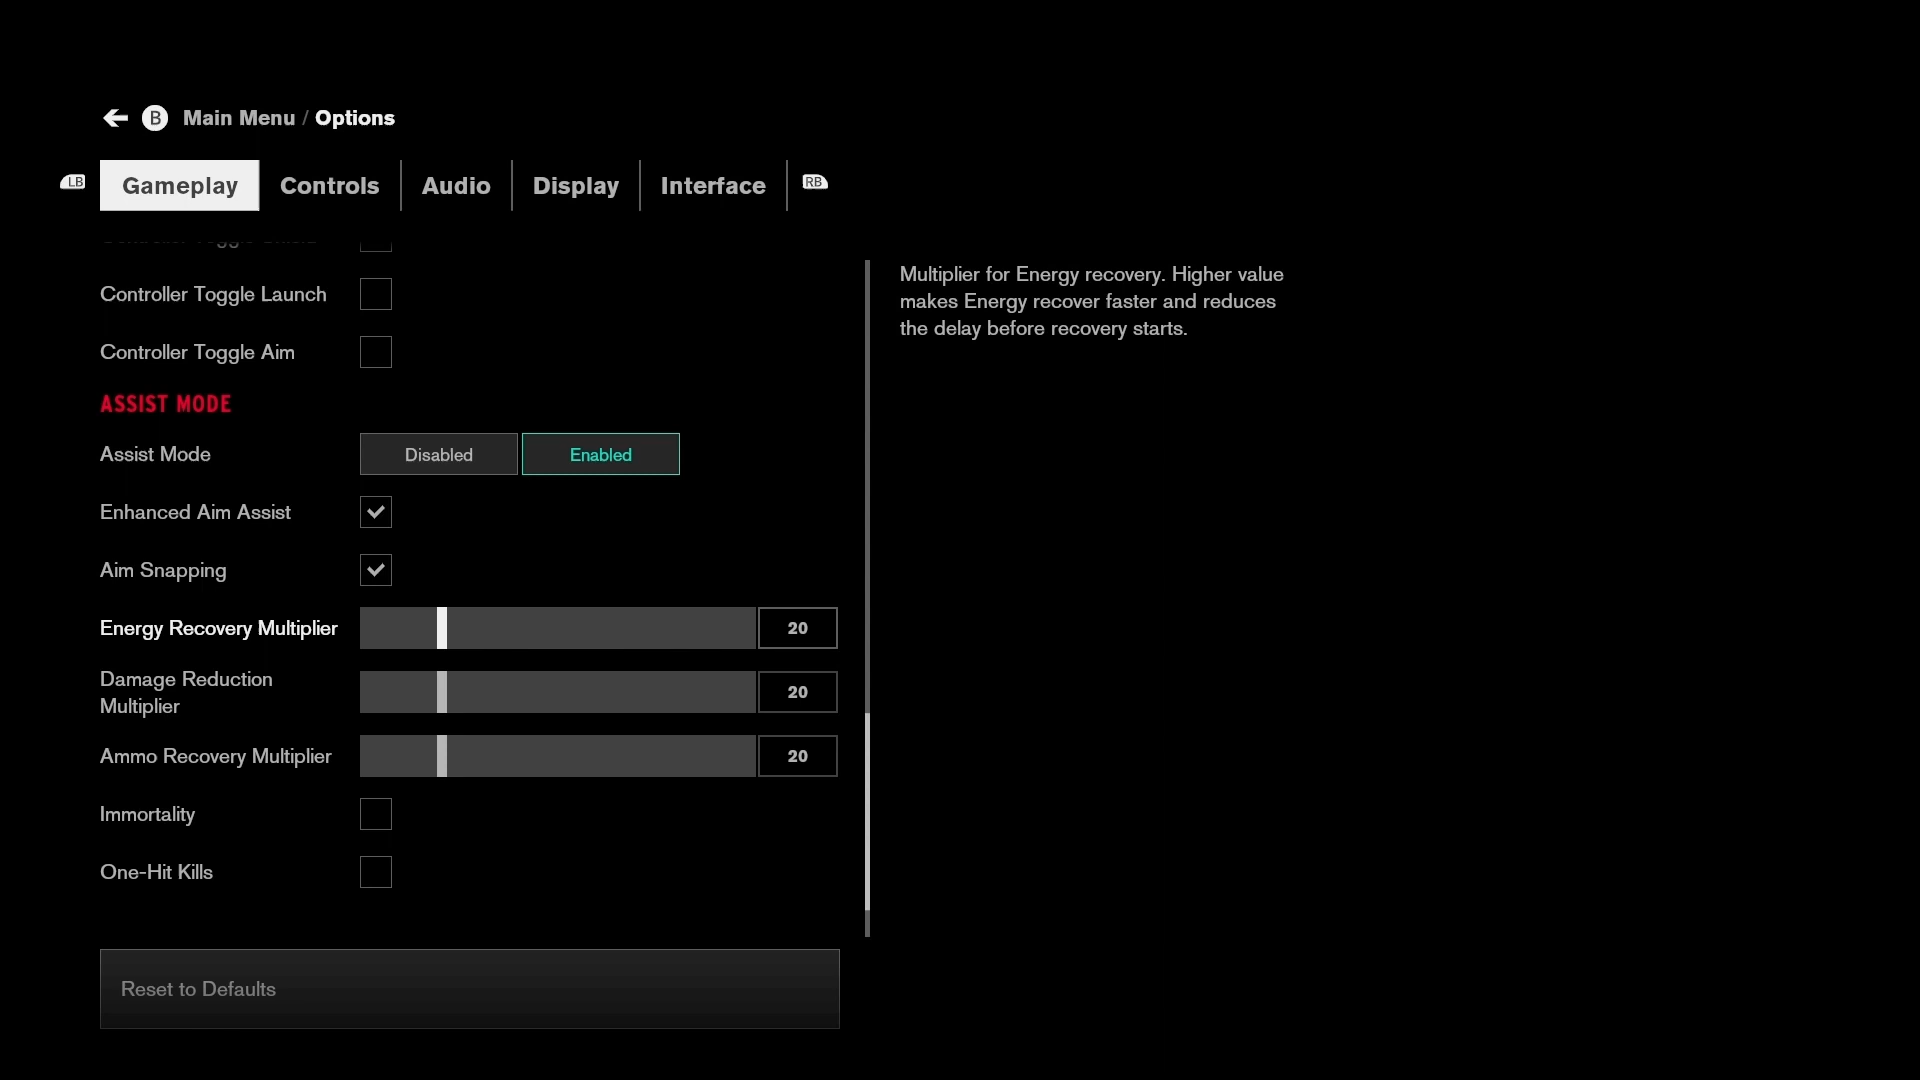 B Main Menu / Options
LB Gameplay Controls Audio Display Interface RB
Controller Toggle Launch
Controller Toggle Aim
ASSIST MODE
Assist Mode Disabled Enabled
Enhanced Aim Assist
Aim Snapping
Energy Recovery Multiplier 20
Damage Reduction
Multiplier 20
Ammo Recovery Multiplier 20
Immortality
One-Hit Kills
Reset to Defaults
Multiplier for Energy recovery. Higher value
makes Energy recover faster and reduces
the delay before recovery starts.